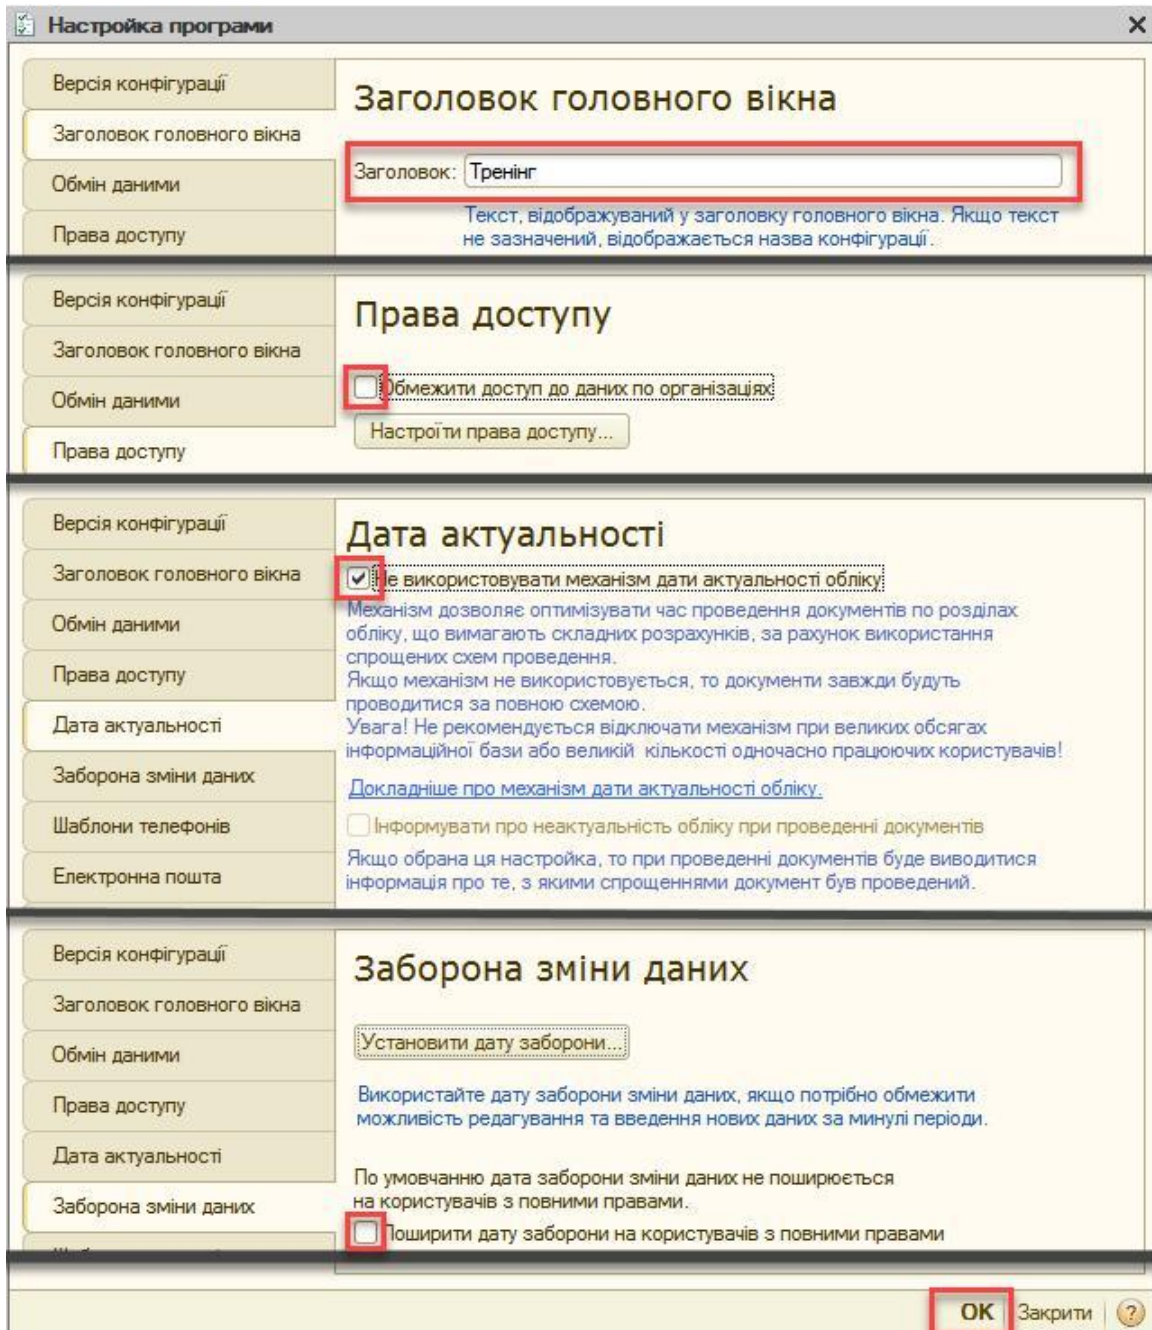 Настройка програми
Версія конфігурації
Заголовок головного вікна
Обмін даними
Права доступу
Заголовок головного вікна
Заголовок: Тренінг
Текст, відображуваний у заголовку головного вікна. Якщо текст
не зазначений, відображається назва конфігурації.
Версія конфігурації
Заголовок головного вікна
Обмін даними
Права доступу
Права доступу
Обмежити доступ до даних по організаціях
Настроїти права доступу...
Версія конфігурації
Заголовок головного вікна
Обмін даними
Права доступу
Дата актуальності
Заборона зміни даних
Шаблони телефонів
Електронна пошта
Дата актуальності
Не використовувати механізм дати актуальності обліку
Механізм дозволяє оптимізувати час проведення документів по розділах
обліку, що вимагають складних розрахунків, за рахунок використання
спрощених схем проведення.
Якщо механізм не використовується, то документи завжди будуть
проводитися за повною схемою.
Увага! Не рекомендується відключати механізм при великих обсягах
інформаційної бази або великій кількості одночасно працюючих користувачів!
Докладніше про механізм дати актуальності обліку.
Інформувати про неактуальність обліку при проведенні документів
Якщо обрана ця настройка, то при проведенні документів буде виводитися
інформація про те, з якими спрощеннями документ був проведений.
Версія конфігурації
Заголовок головного вікна
Обмін даними
Права доступу
Дата актуальності
Заборона зміни даних
Заборона зміни даних
Установити дату заборони...
Використайте дату заборони зміни даних, якщо потрібно обмежити
можливість редагування та введення нових даних за минулі періоди.
По умовчанню дата заборони зміни даних не поширюється
на користувачів з повними правами.
Поширити дату заборони на користувачів з повними правами
OK Закрити ?